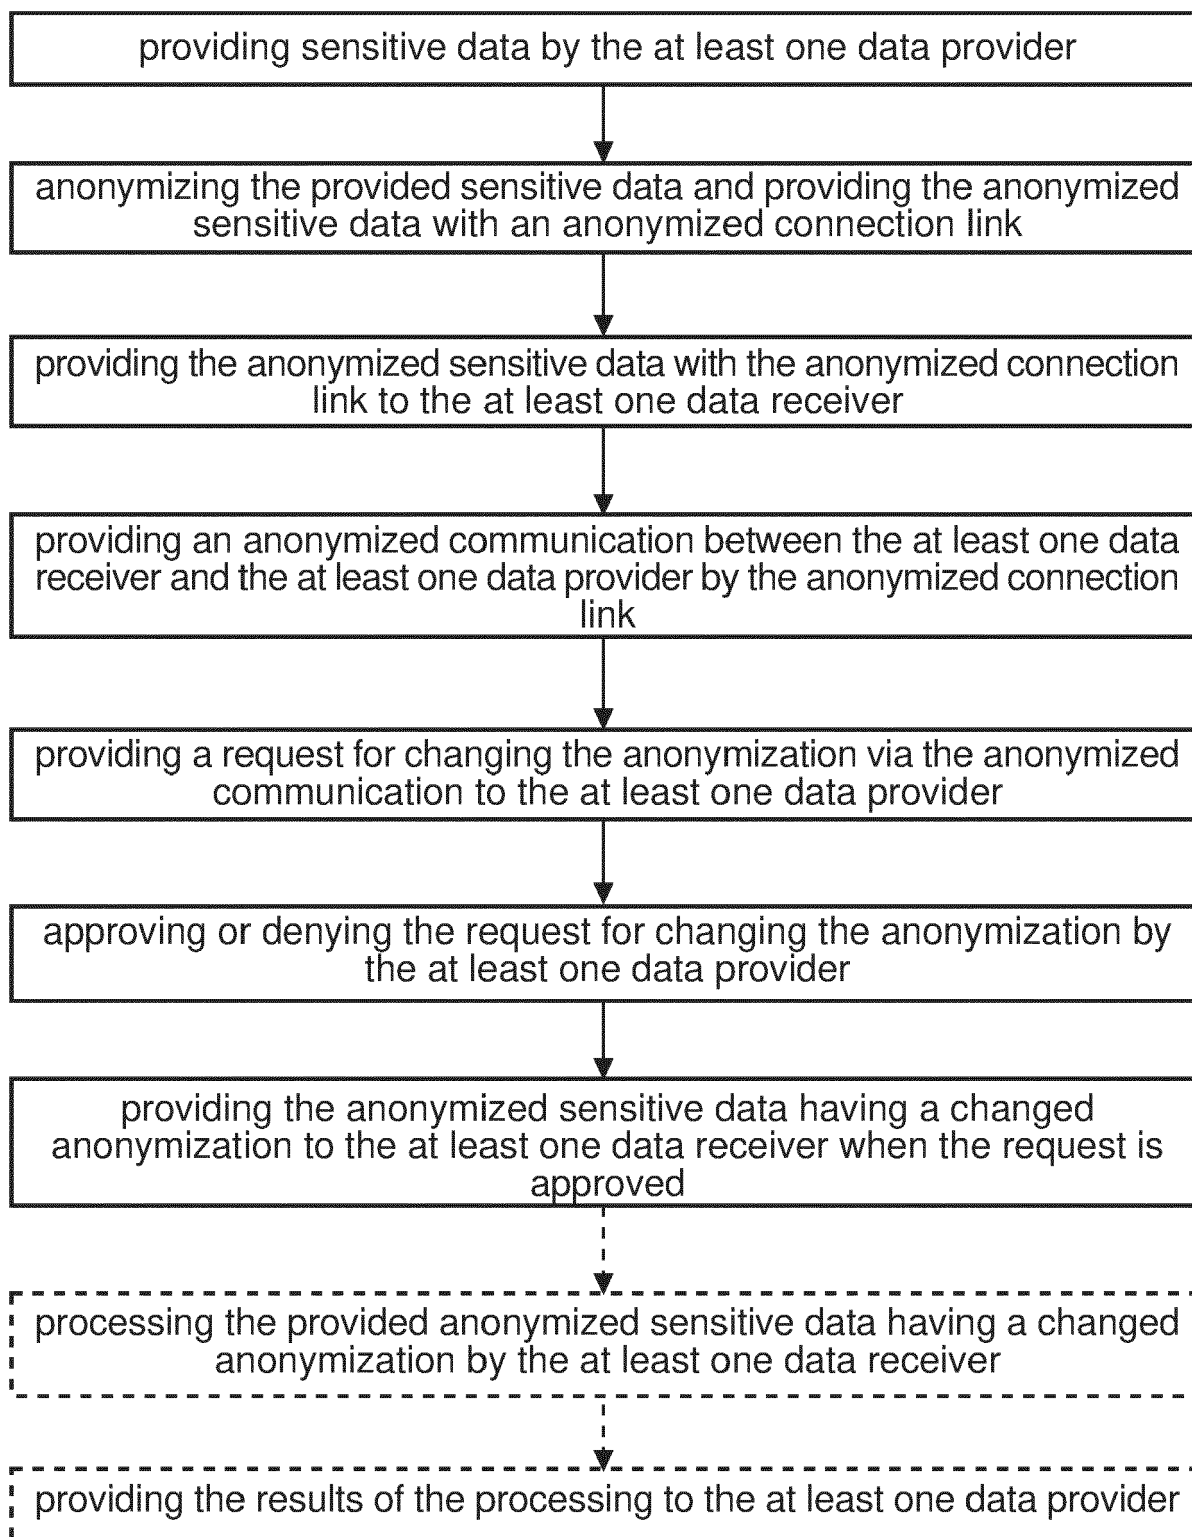 providing sensitive data by the at least one data provider
anonymizing the provided sensitive data and providing the anonymized
sensitive data with an anonymized connection link
providing the anonymized sensitive data with the anonymized connection
link to the at least one data receiver
providing an anonymized communication between the at least one data
receiver and the at least one data provider by the anonymized connection
link
providing a request for changing the anonymization via the anonymized
communication to the at least one data provider
approving or denying the request for changing the anonymization by
the at least one data provider
providing the anonymized sensitive data having a changed
anonymization to the at least one data receiver when the request is
approved
processing the provided anonymized sensitive data having a changed
anonymization by the at least one data receiver
providing the results of the processing to the at least one data provider